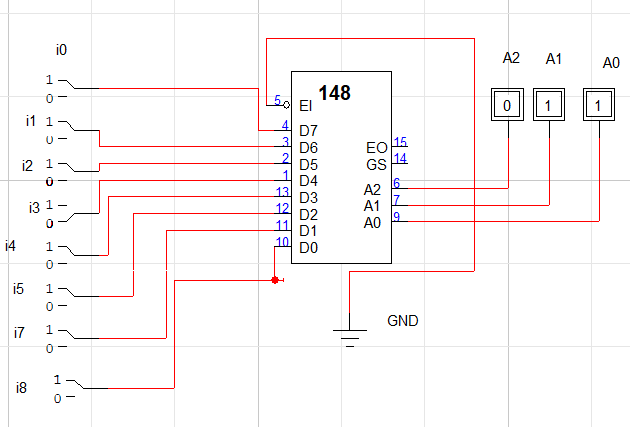 i0
1
0
i1
1
0
i2
1
0
i3
1
0
i4
1
0
i5
1
0
i7
1
0
i8
1
0
148
5 EI
4 D7
3 D6
2 D5
1 D4
13 D3
12 D2
11 D1
10 D0
EO 15
GS 14
A2 6
A1 7
A0 9
A2 A1 A0
0 1 1
GND